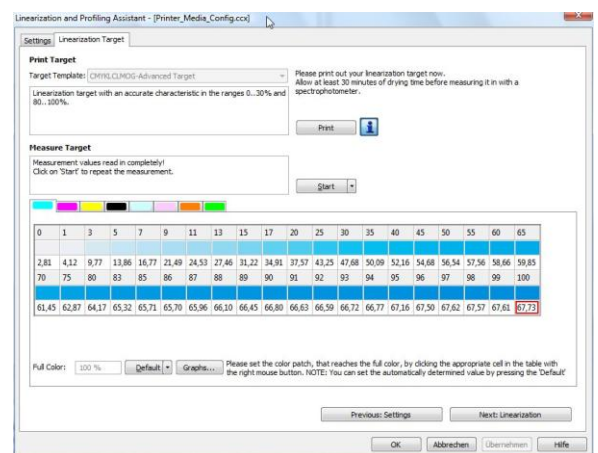 Linearization and Profiling Assistant - [Printer_Media_Config.ccx]
Settings Linearization Target
Print Target
Target Template: CMYKLCLMOG-Advanced Target
Linearization target with an accurate characteristic in the ranges 0..30% and
80..100%.
Please print out your linearization target now.
Allow at least 30 minutes of drying time before measuring it in with a
spectrophotometer.
Print
Measure Target
Measurement values read in completely!
Click on 'Start' to repeat the measurement.
Start
0 1 3 5 7 9 11 13 15 17 20 25 30 35 40 45 50 55 60 65
2,81 4,12 9,77 13,86 16,77 21,49 24,53 27,46 31,22 34,91 37,57 43,25 47,68 50,09 52,16 54,68 56,54 57,56 58,66 59,85
70 75 80 83 85 86 87 88 89 90 91 92 93 94 95 96 97 98 99 100
61,45 62,87 64,17 65,32 65,71 65,70 65,96 66,10 66,45 66,80 66,63 66,59 66,72 66,77 67,16 67,50 67,62 67,57 67,61 67,73
Full Color: 100 % Default Graphs...
Please set the color patch, that reaches the full color, by clicking the appropriate cell in the table with
the right mouse button. NOTE: You can set the automatically determined value by pressing the 'Default'
Previous: Settings Next: Linearization
OK Abbrechen Übernehmen Hilfe